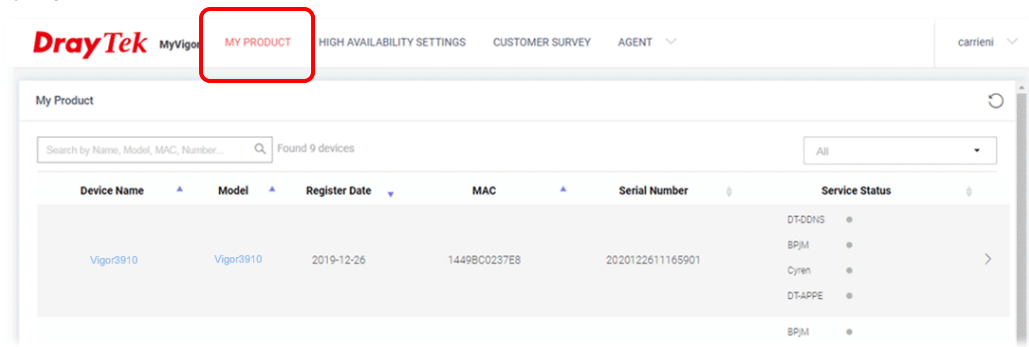 DrayTek MyVigor MY PRODUCT HIGH AVAILABILITY SETTINGS CUSTOMER SURVEY AGENT carrieni
My Product
Search by Name, Model, MAC, Number... Found 9 devices All
Device Name Model Register Date MAC Serial Number Service Status
DT-DDNS
BPjM
Vigor3910 Vigor3910 2019-12-26 1449BC0237E8 2020122611165901
Cyren
DT-APPE
BPjM